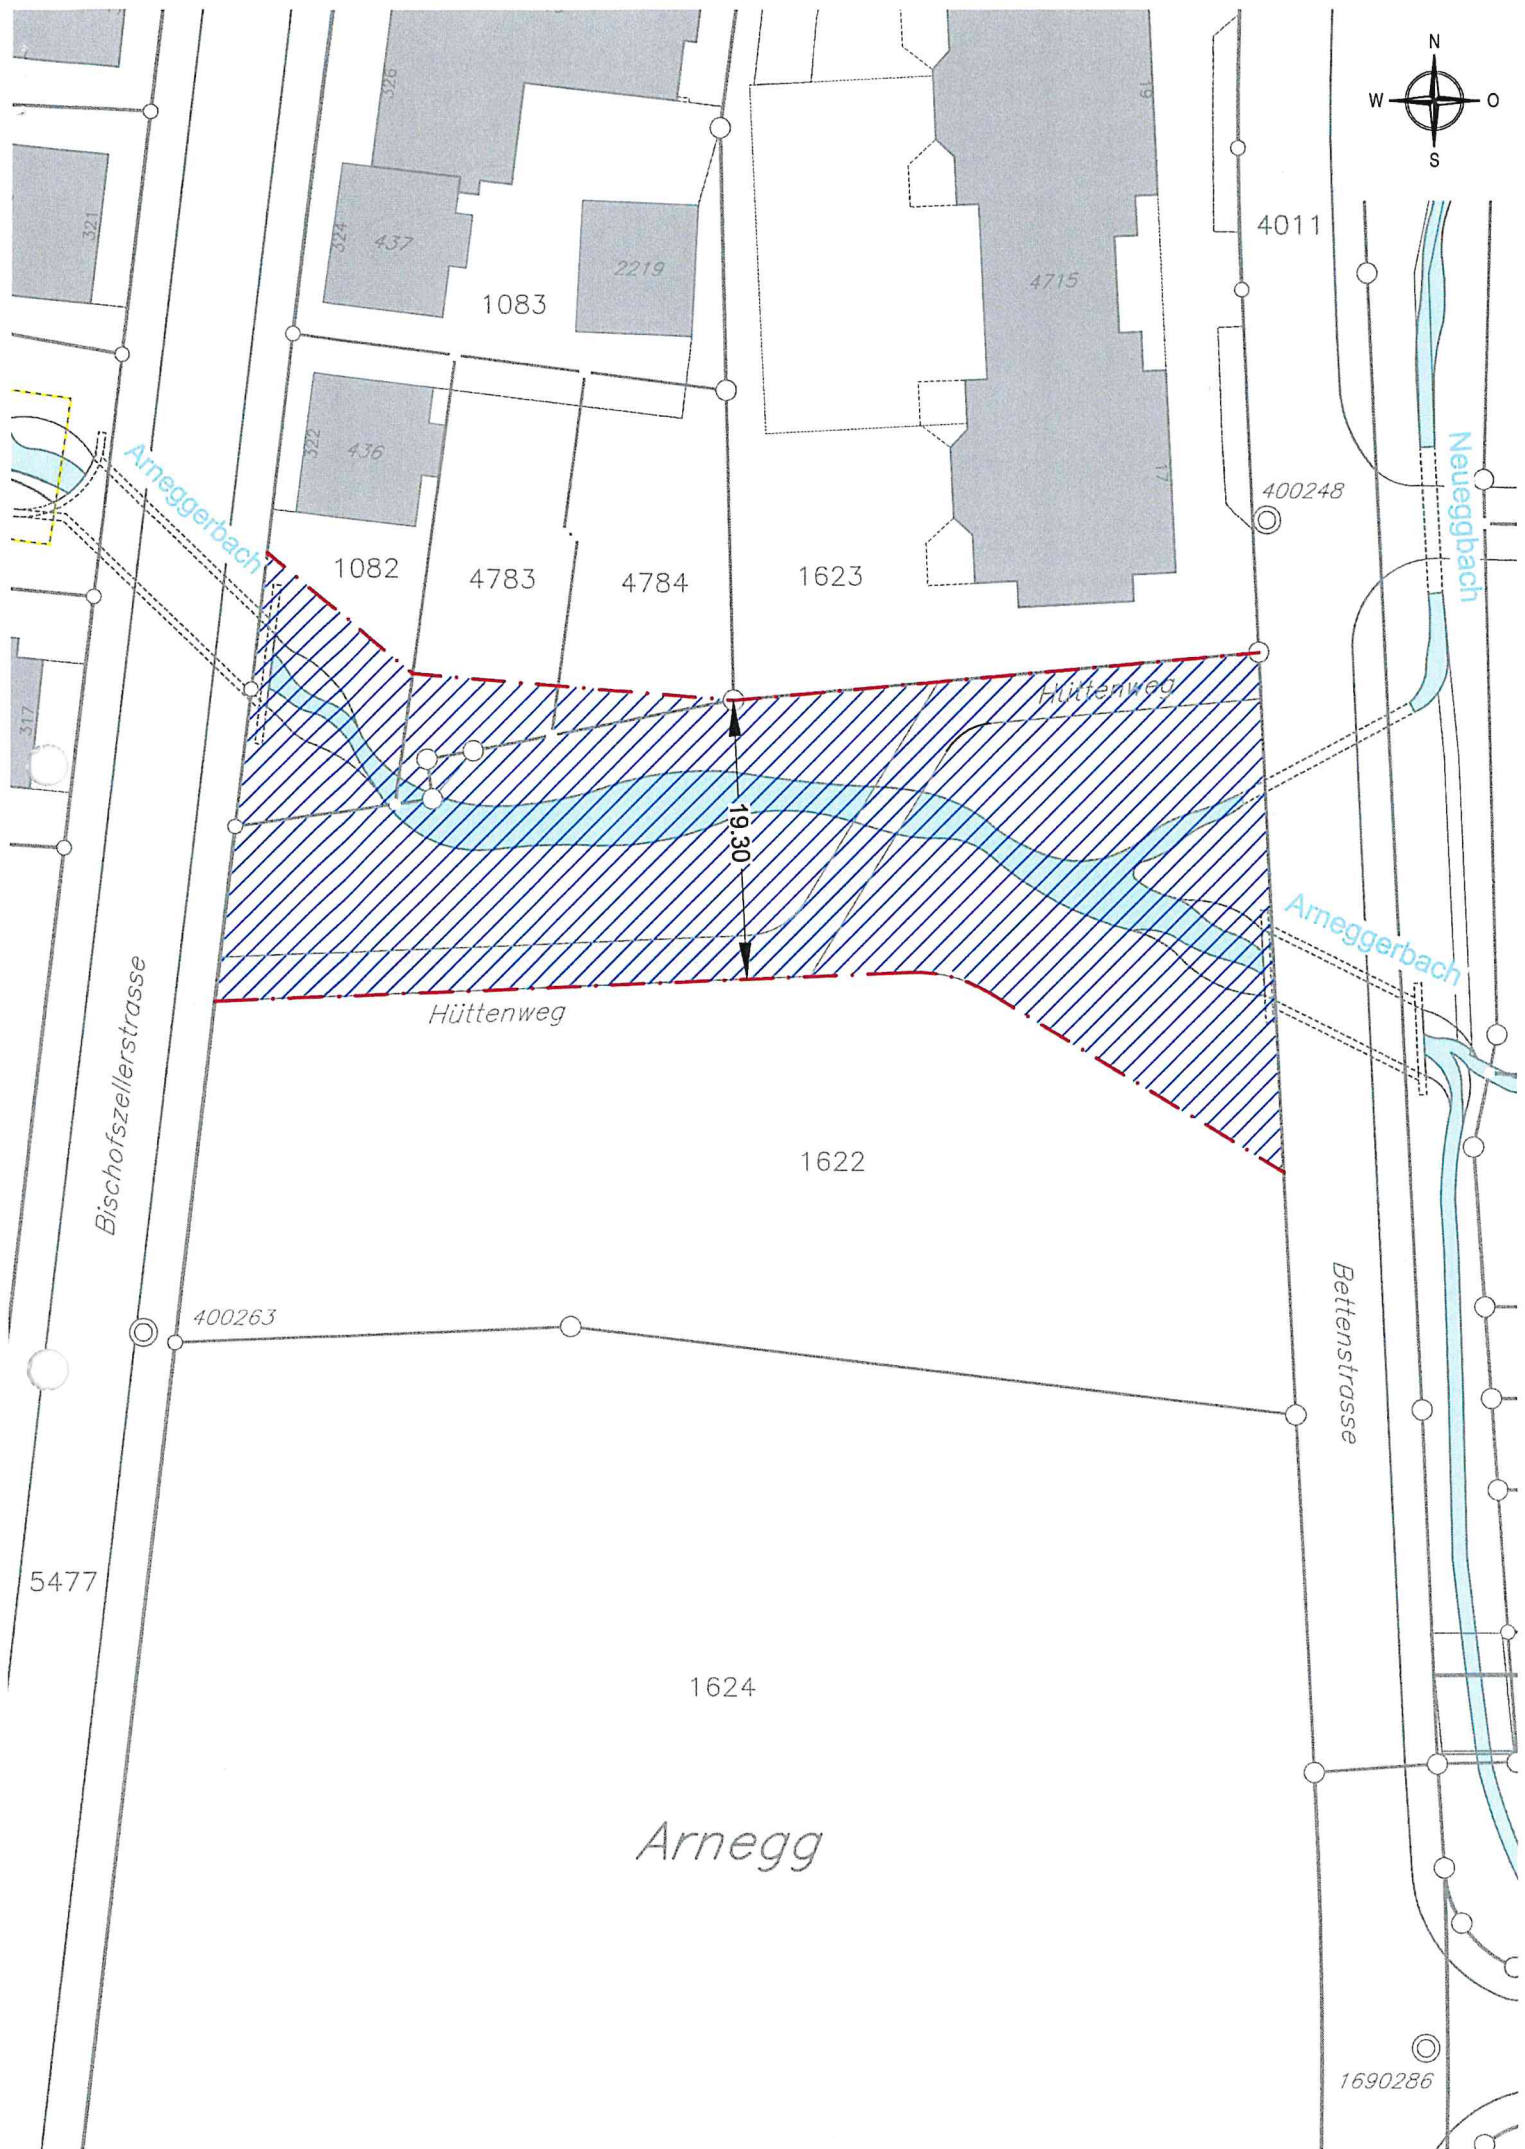 N
W
O
S
326
19
321
324
437
1083
2219
4715
4011
322
436
Arneggerbach
17
400248
Neueggbach
1082
4783
4784
1623
317
Hüttenweg
19.30
Arneggerbach
Hüttenweg
Bischofszellerstrasse
1622
400263
Bettenstrasse
5477
1624
Arnegg
1690286